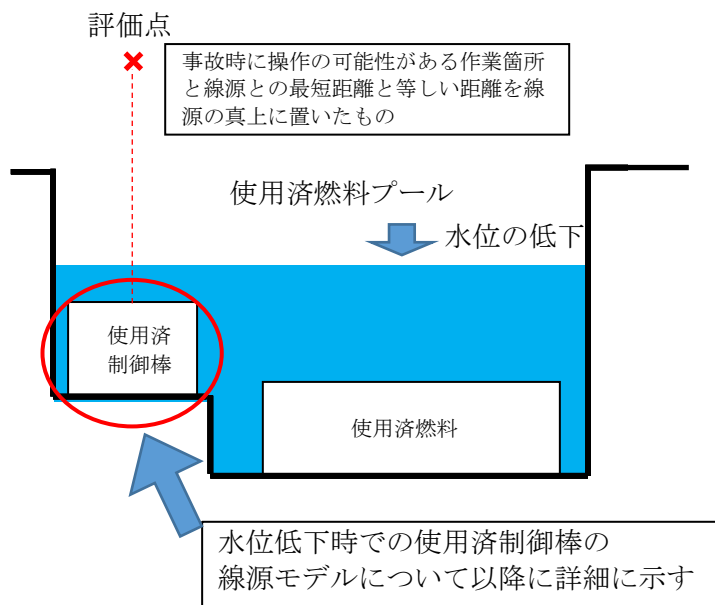 評価点
事故時に操作の可能性がある作業箇所
と線源との最短距離と等しい距離を線
源の真上に置いたもの
使用済燃料プール
水位の低下
使用済
制御棒
使用済燃料
水位低下時での使用済制御棒の
線源モデルについて以降に詳細に示す